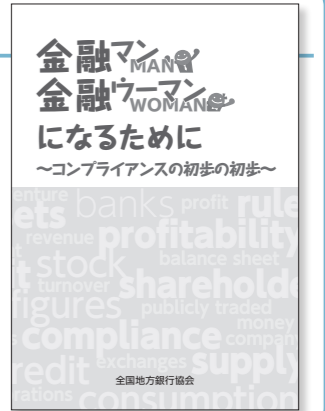 金融マンMAN
金融ウーマンWOMAN
になるために
～コンプライアンスの初歩の初歩～
enture
ets banks profit rule
revenue profitability
t stock balance sheet
turnover shareholde
figures publicly traded
money
compliance compan
redit exchanges supply
rations consumption
全国地方銀行協会